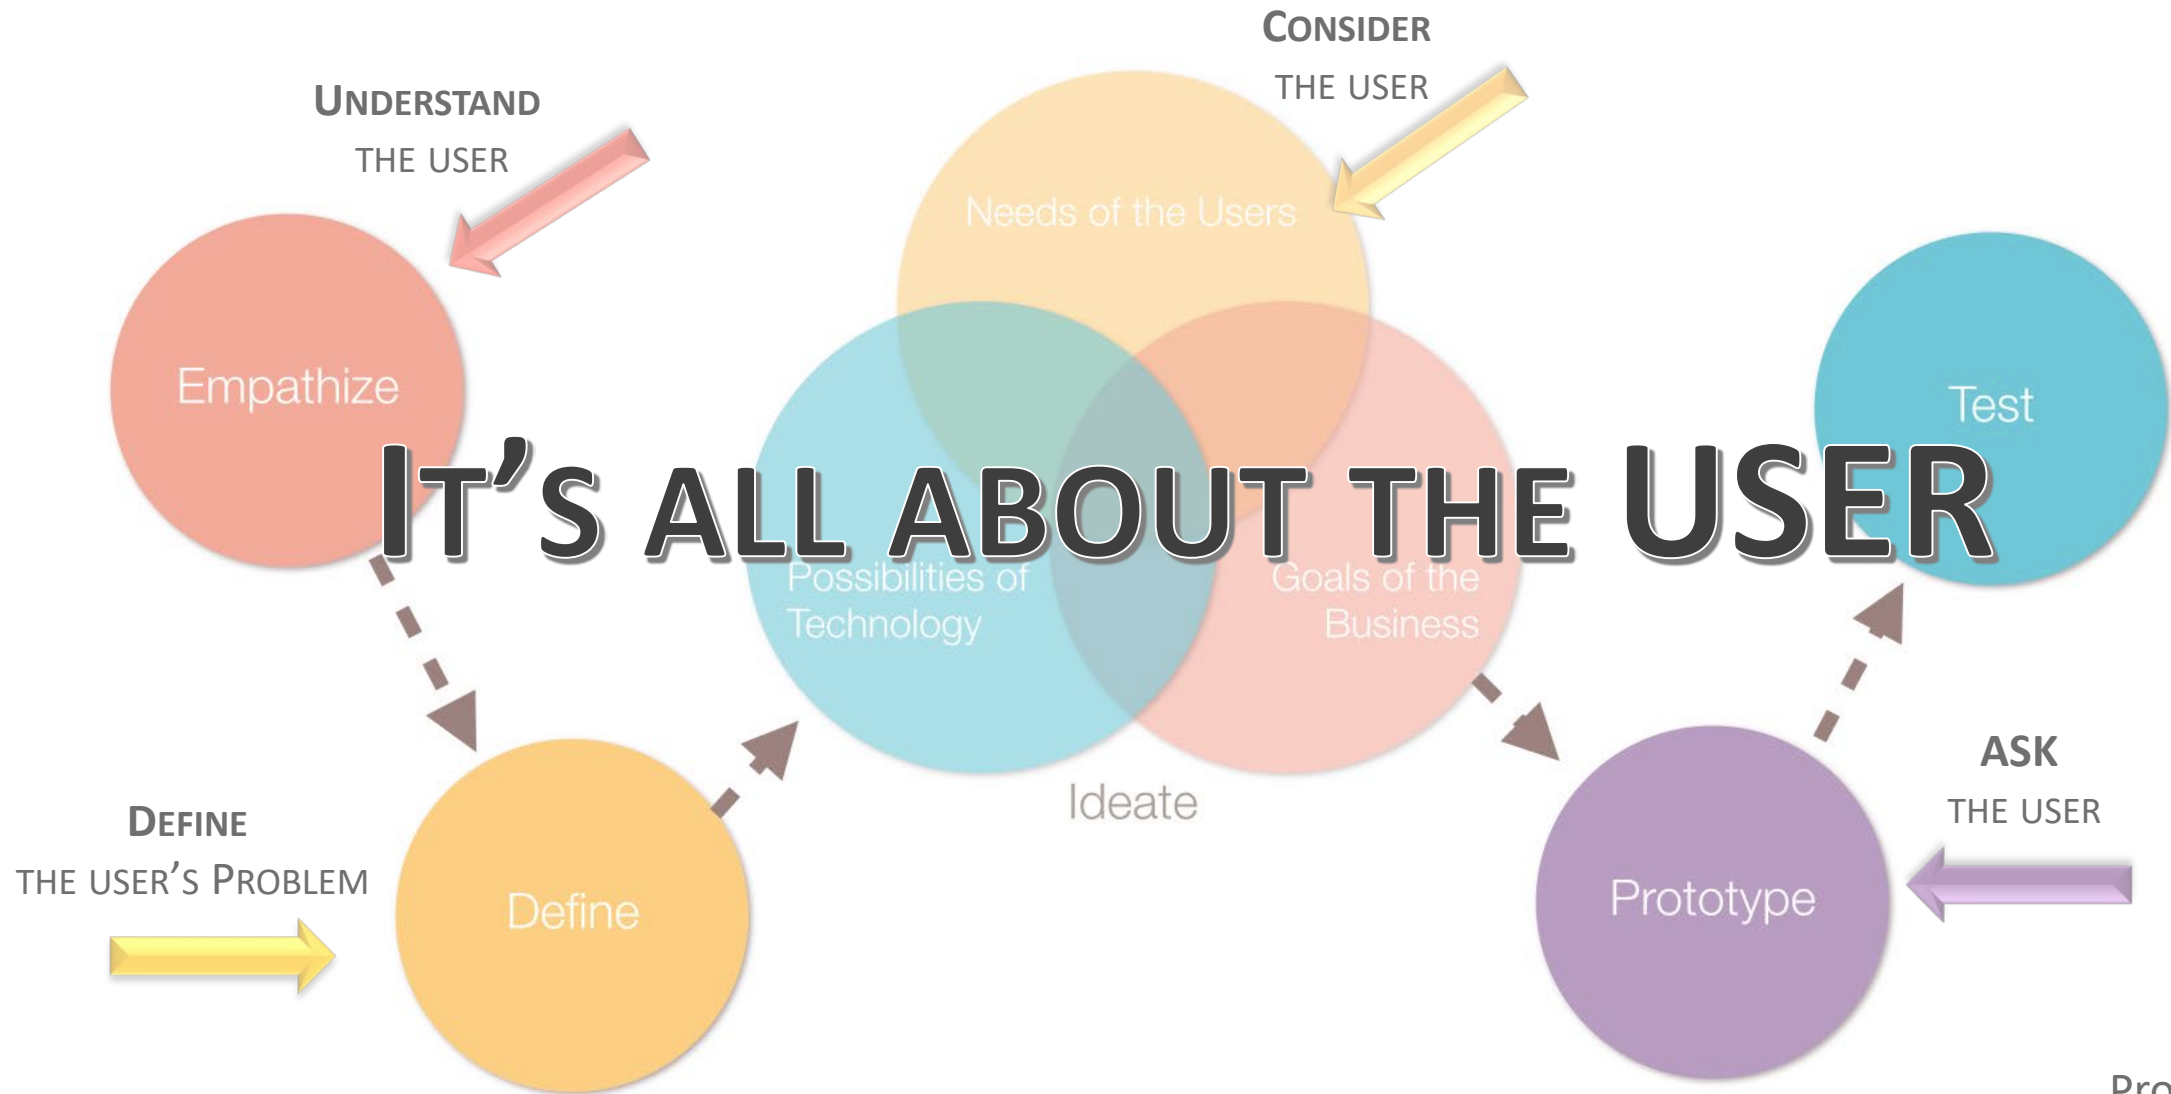 CONSIDER
THE USER
UNDERSTAND
THE USER
Needs of the Users
Empathize
Test
IT'S ALL ABOUT THE USER
Possibilities of
Technology
Goals of the
Business
Ideate
ASK
THE USER
DEFINE
THE USER'S PROBLEM
Define
Prototype